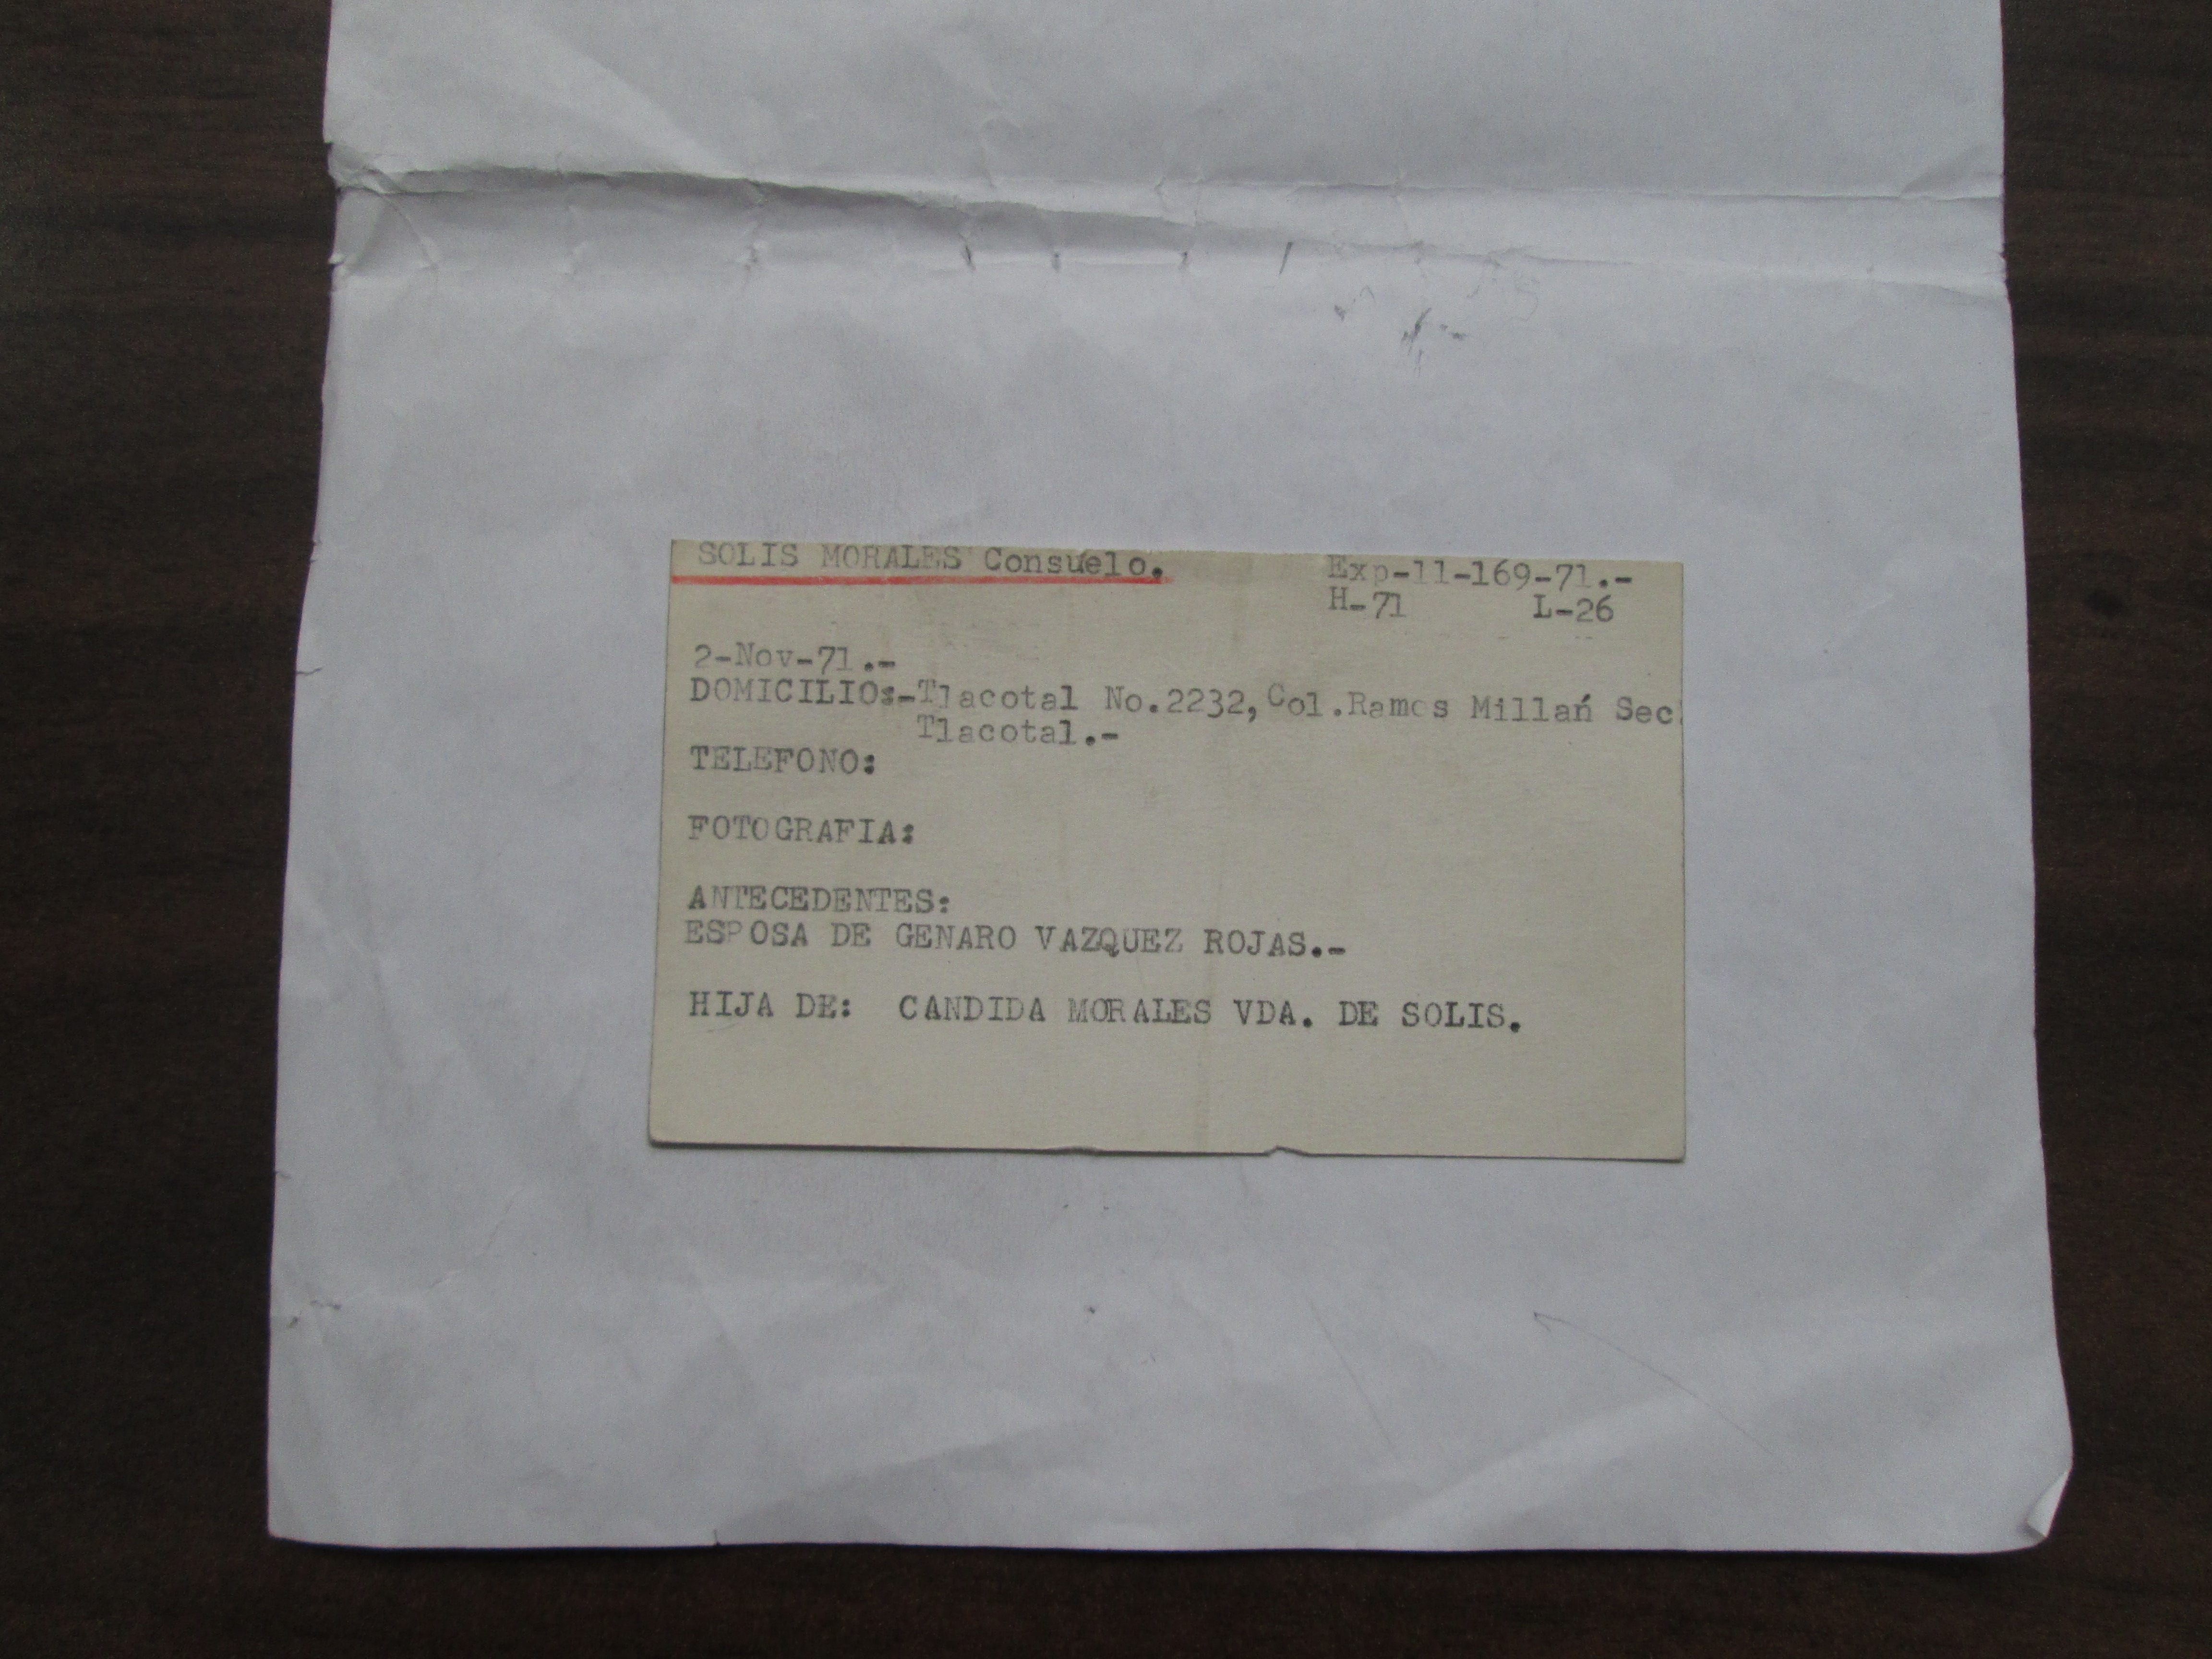 SOLIS MORALES Consuelo.
Exp-11-169-71.-
H-71 L-26
2-Nov-71.-
DOMICILIO:-Tlacotal No.2232, Col.Ramos Millań Sec.
Tlacotal.-
TELEFONO:
FOTOGRAFIA:
ANTECEDENTES:
ESPOSA DE GENARO VAZQUEZ ROJAS.-
HIJA DE: CANDIDA MORALES VDA. DE SOLIS.